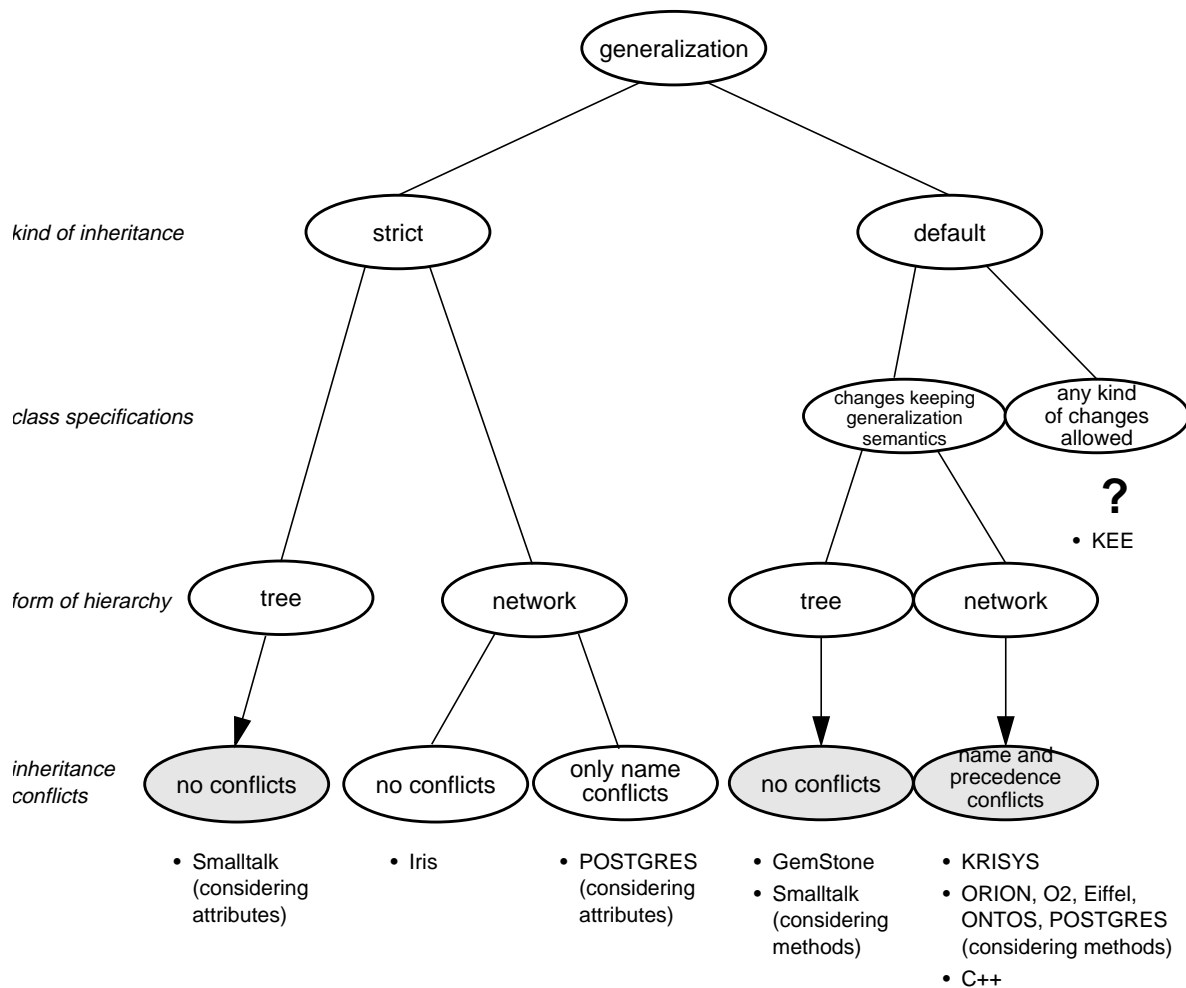 generalization
kind of inheritance
strict
default
class specifications
changes keeping
generalization
semantics
any kind
of changes
allowed
?
• KEE
form of hierarchy
tree
network
tree
network
inheritance
conflicts
no conflicts
no conflicts
only name
conflicts
no conflicts
name and
precedence
conflicts
• Smalltalk
(considering
attributes)
• Iris
• POSTGRES
(considering
attributes)
• GemStone
• Smalltalk
(considering
methods)
• KRISYS
• ORION, O2, Eiffel,
ONTOS, POSTGRES
(considering methods)
• C++